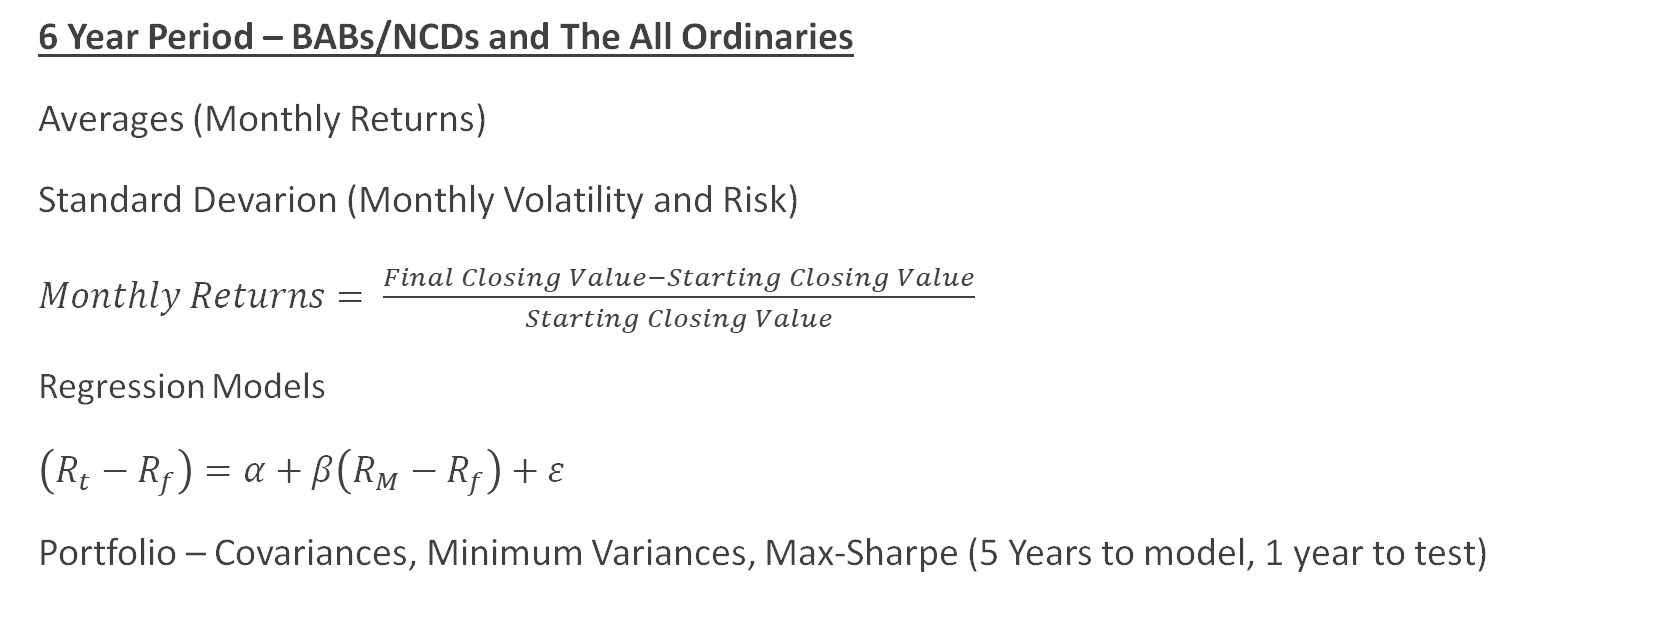 6 Year Period – BABs/NCDs and The All Ordinaries
Averages (Monthly Returns)
Standard Devarion (Monthly Volatility and Risk)
Monthly Returns = \frac{Final Closing Value−Starting Closing Value}{Starting Closing Value}
Regression Models
(R_t − R_f) = α + β(R_M − R_f) + ε
Portfolio – Covariances, Minimum Variances, Max-Sharpe (5 Years to model, 1 year to test)